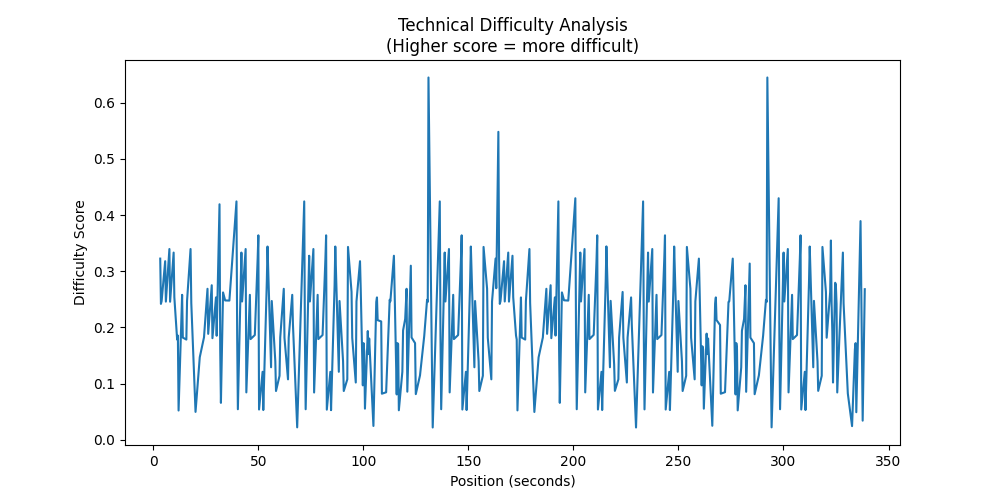 Technical Difficulty Analysis
(Higher score = more difficult)
Difficulty Score
0.6
0.5
0.4
0.3
0.2
0.1
0.0
0 50 100 150 200 250 300 350
Position (seconds)